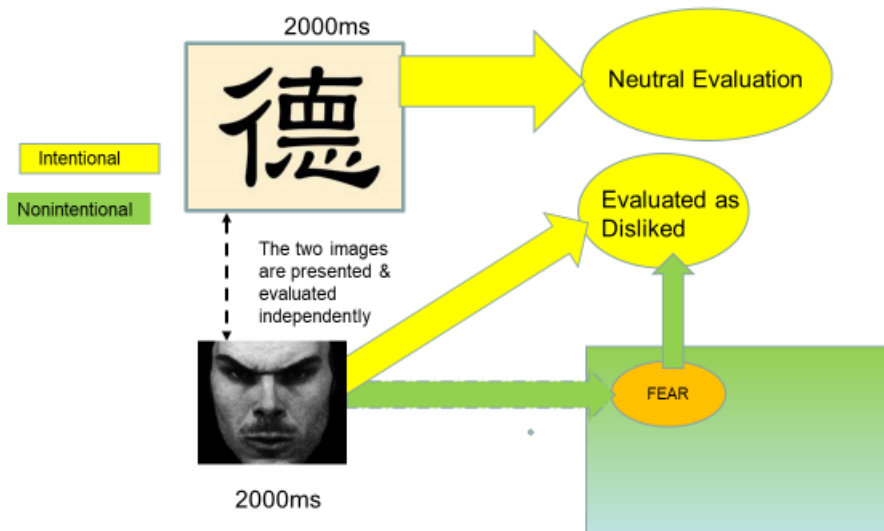 2000ms
德
Neutral Evaluation
Intentional
Nonintentional
Evaluated as
Disliked
The two images
are presented &
evaluated
independently
FEAR
2000ms